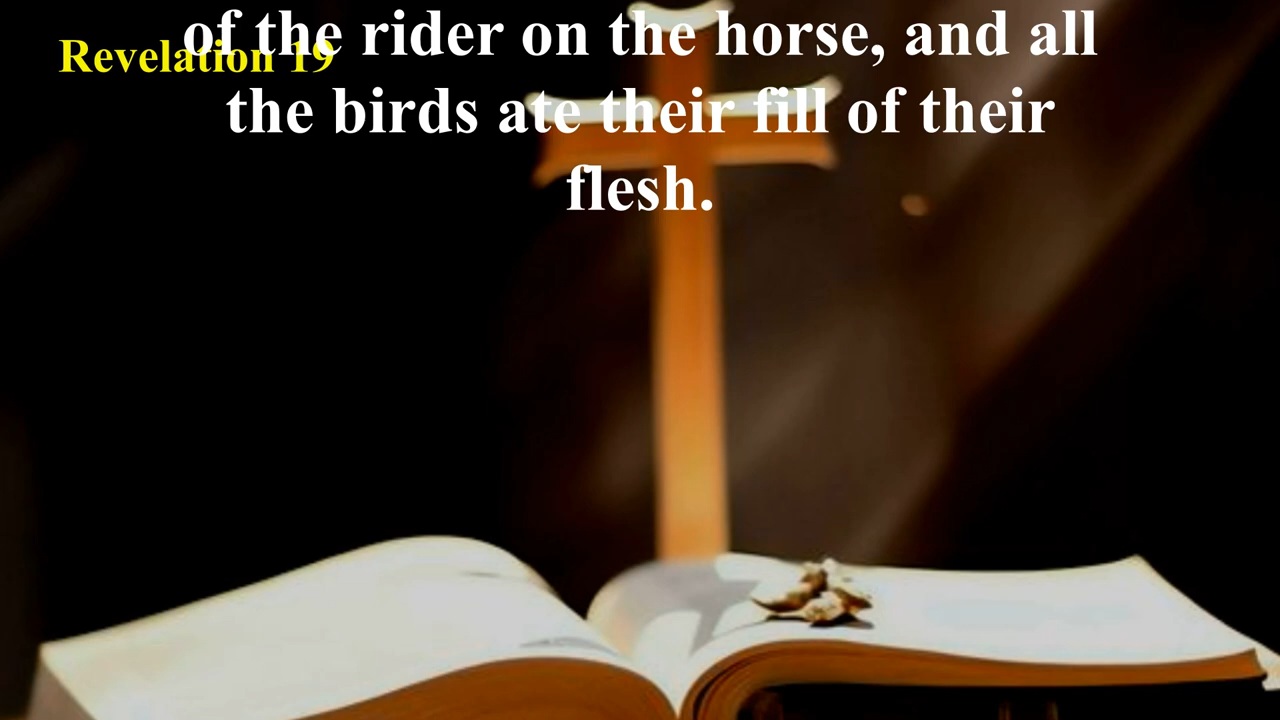 Revelation 19
of the rider on the horse, and all
the birds ate their fill of their
flesh.